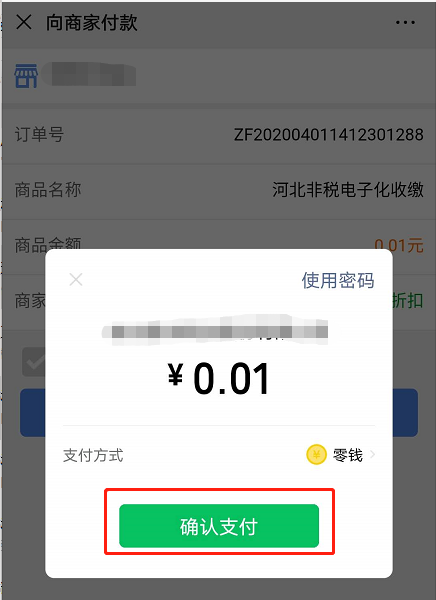 向商家付款
订单号 ZF202004011412301288
商品名称 河北非税电子化收缴
商品金额 0.01元
商家 折扣
使用密码
¥0.01
支付方式 零钱
确认支付